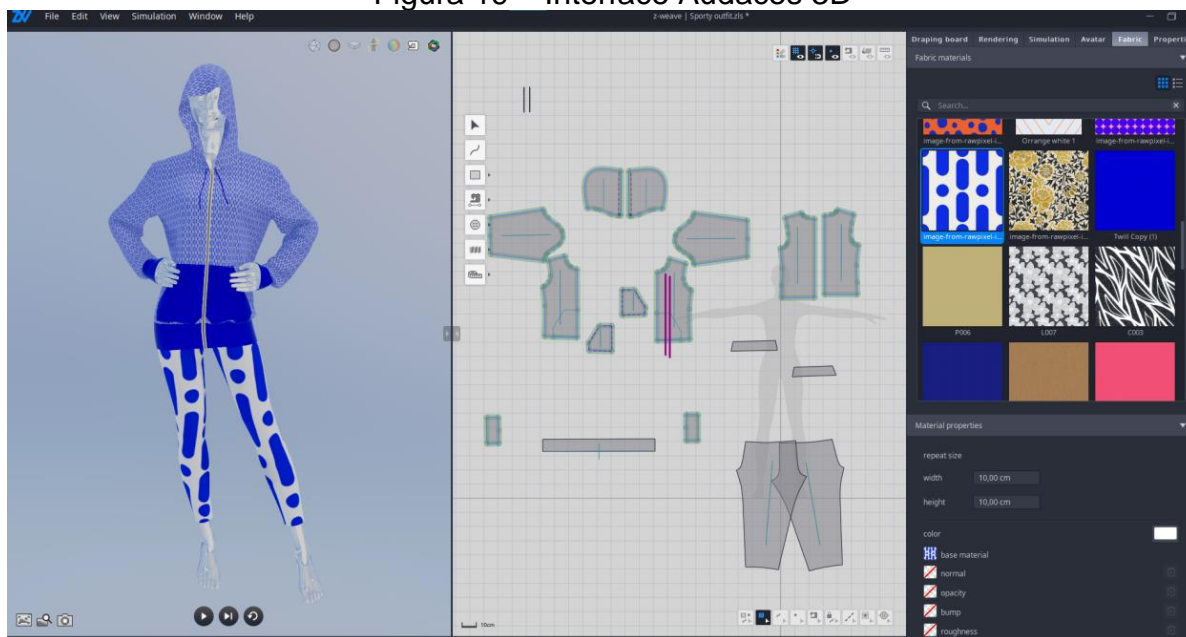 Figura 10 – Interface Audaces 3D
File Edit View Simulation Window Help
z-weave | Sporty outfit.zls *
Draping board Rendering Simulation Avatar Fabric Properti
Fabric materials
Search...
image-from-rawpixel-i... Orrange white 1 image-from-rawpixel-i...
image-from-rawpixel-i... image-from-rawpixel-i... Twill Copy (1)
P006 L007 C003
Material properties
repeat size
width 10,00 cm
height 10,00 cm
color
base material
normal
opacity
bump
roughness
10cm